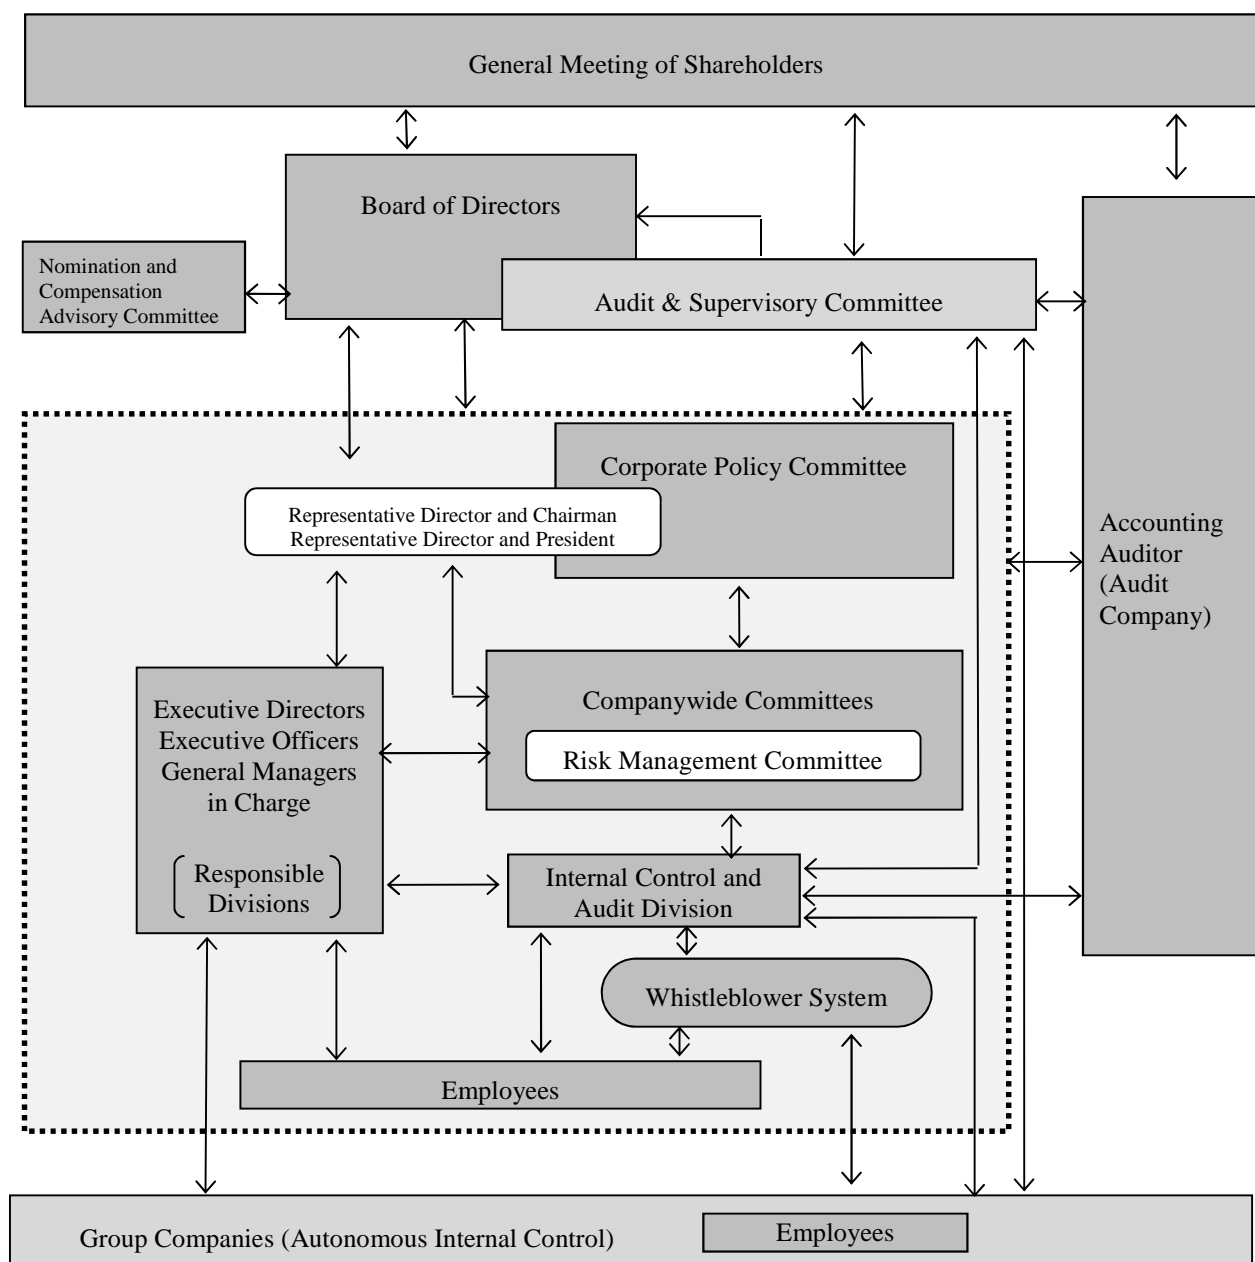 General Meeting of Shareholders
Board of Directors
Nomination and
Compensation
Advisory Committee
Audit & Supervisory Committee
Corporate Policy Committee
Representative Director and Chairman
Representative Director and President
Accounting
Auditor
(Audit
Company)
Executive Directors
Executive Officers
General Managers
in Charge
Responsible
Divisions
Companywide Committees
Risk Management Committee
Internal Control and
Audit Division
Whistleblower System
Employees
Group Companies (Autonomous Internal Control)
Employees